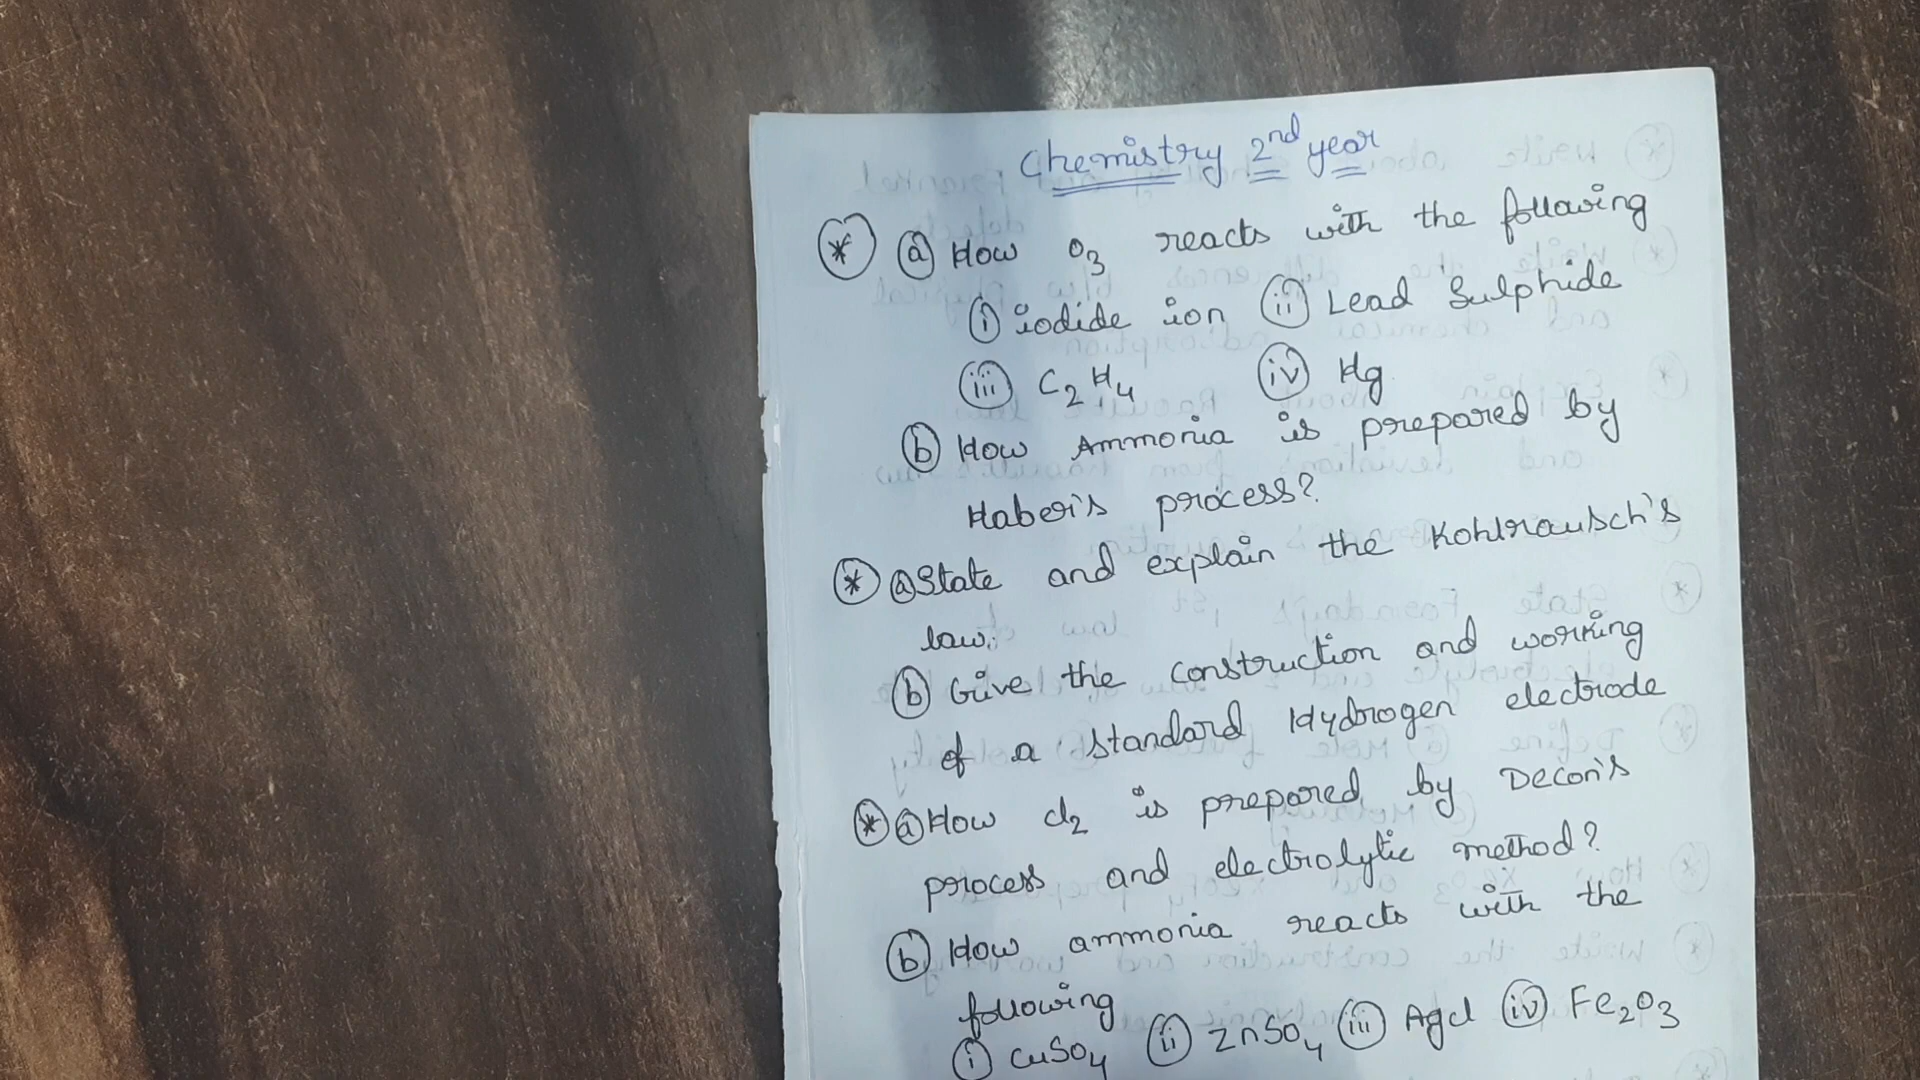 Chemistry 2nd year
* a How O3 reacts with the following
i iodide ion ii Lead Sulphide
iii C2H4 iv Hg
b How Ammonia is prepared by
Haber's process?
* a State and explain the Kohlrausch's
law.
b Give the construction and working
of a standard Hydrogen electrode
* a How Cl2 is prepared by Decon's
process and electrolytic method?
b How ammonia reacts with the
following
i CuSO4 ii ZnSO4 iii AgCl iv Fe2O3